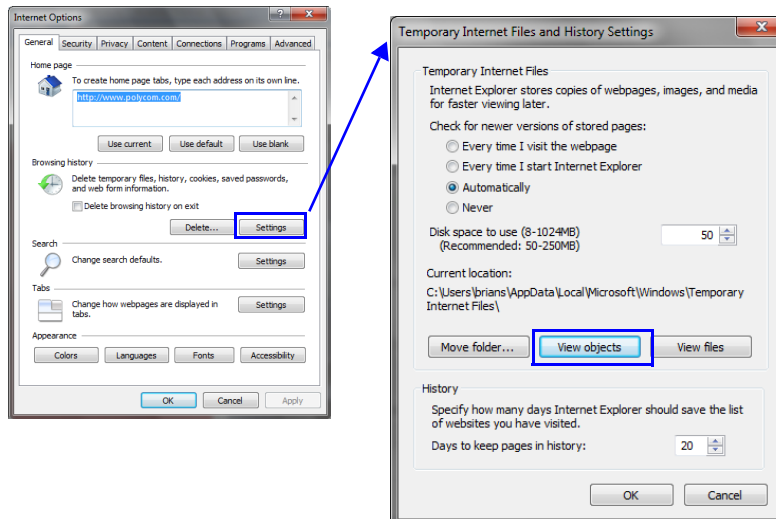 Internet Options
General Security Privacy Content Connections Programs Advanced
Home page
To create home page tabs, type each address on its own line.
http://www.polycom.com/
Use current Use default Use blank
Browsing history
Delete temporary files, history, cookies, saved passwords,
and web form information.
Delete browsing history on exit
Delete... Settings
Search
Change search defaults. Settings
Tabs
Change how webpages are displayed in
tabs.
Settings
Appearance
Colors Languages Fonts Accessibility
OK Cancel Apply
Temporary Internet Files and History Settings
Temporary Internet Files
Internet Explorer stores copies of webpages, images, and media
for faster viewing later.
Check for newer versions of stored pages:
Every time I visit the webpage
Every time I start Internet Explorer
Automatically
Never
Disk space to use (8-1024MB) 50
(Recommended: 50-250MB)
Current location:
C:\Users\brians\AppData\Local\Microsoft\Windows\Temporary
Internet Files\
Move folder... View objects View files
History
Specify how many days Internet Explorer should save the list
of websites you have visited.
Days to keep pages in history: 20
OK Cancel